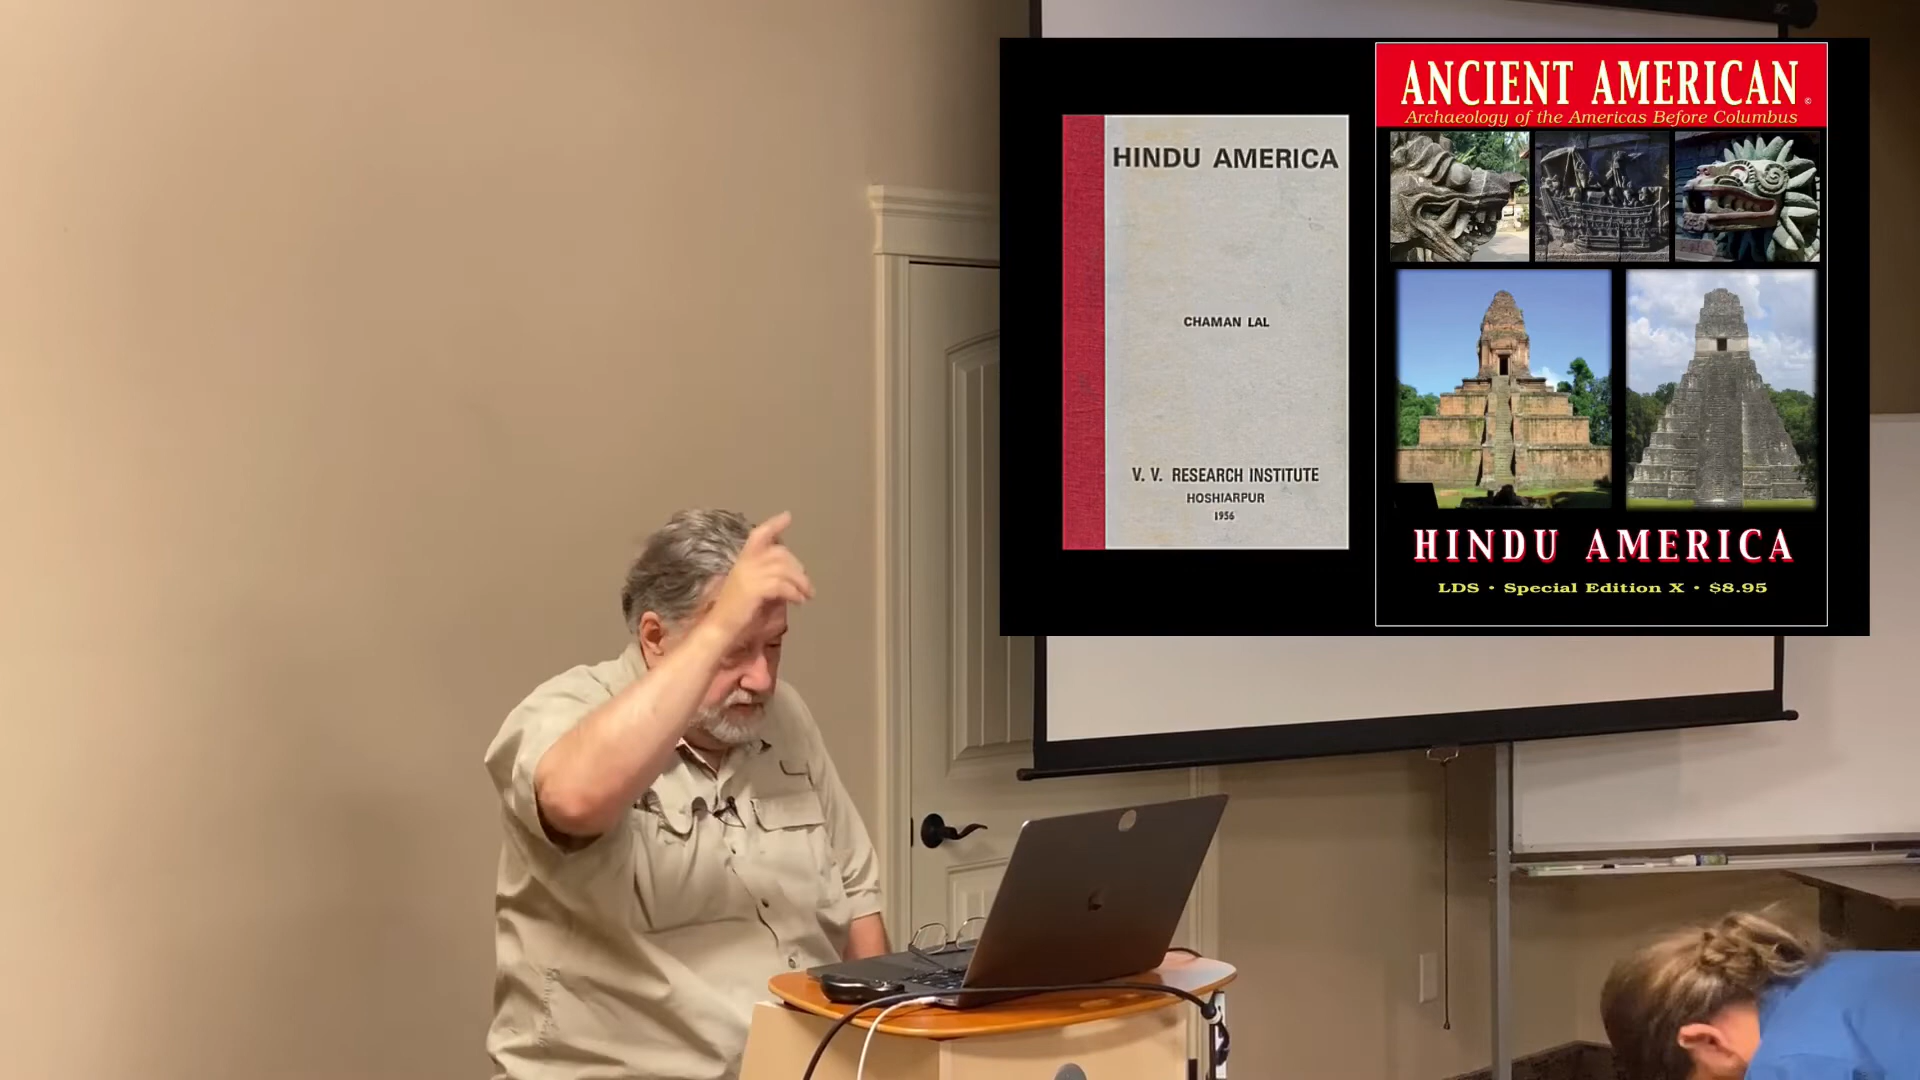 HINDU AMERICA
CHAMAN LAL
V. V. RESEARCH INSTITUTE
HOSHIARPUR
1956
ANCIENT AMERICAN
©
Archaeology of the Americas Before Columbus
HINDU AMERICA
LDS • Special Edition X • $8.95